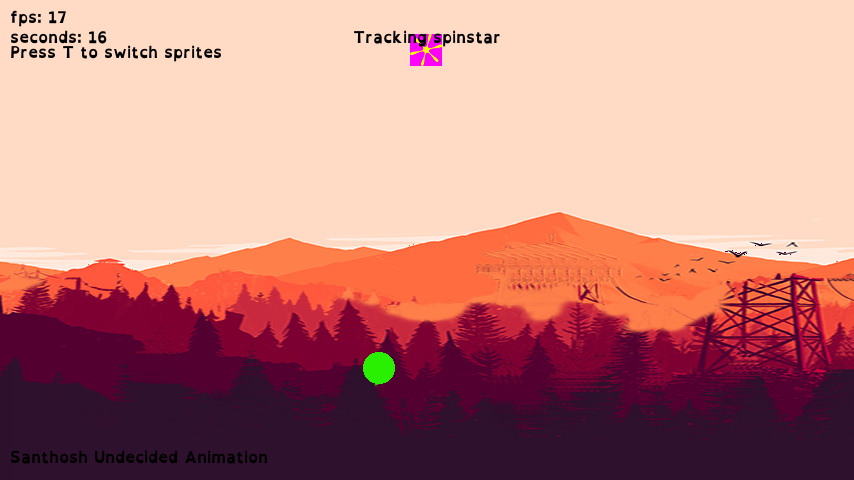 fps: 17
seconds: 16
Press T to switch sprites
Tracking spinstar
Santhosh Undecided Animation